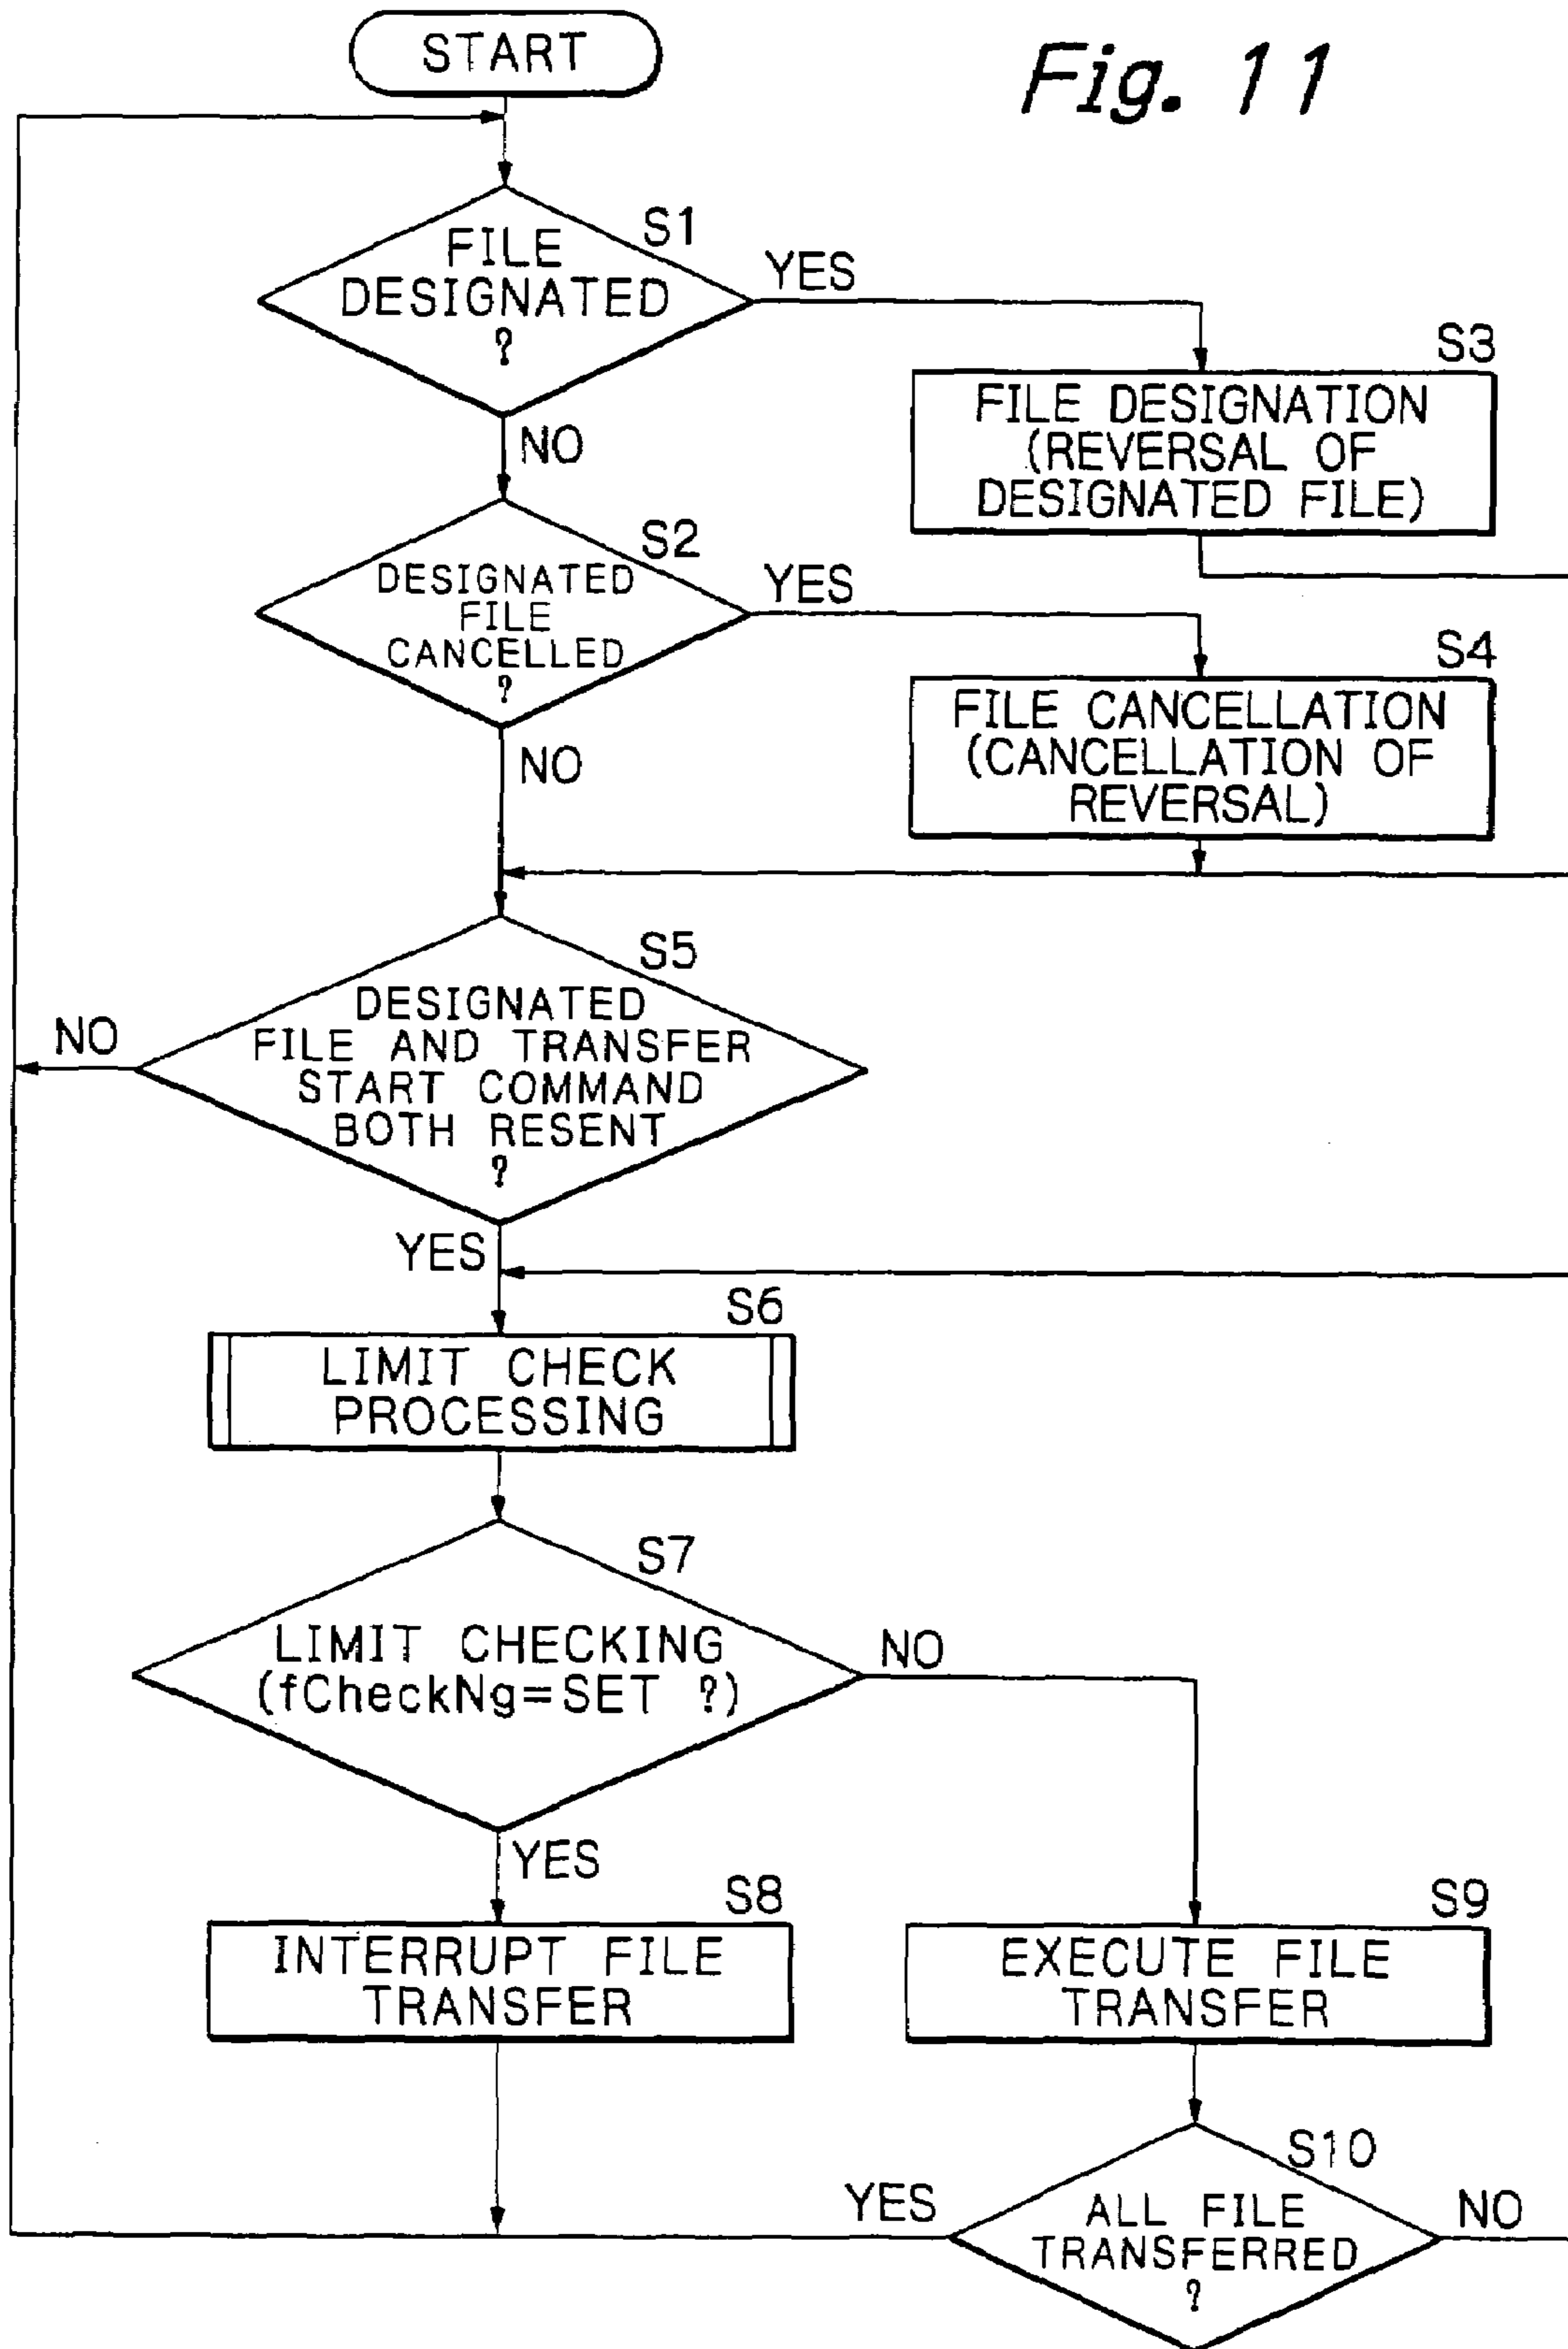 START
Fig. 11
S1
FILE
DESIGNATED
?
YES
NO
S3
FILE DESIGNATION
(REVERSAL OF
DESIGNATED FILE)
S2
DESIGNATED
FILE
CANCELLED
?
YES
NO
S4
FILE CANCELLATION
(CANCELLATION OF
REVERSAL)
S5
DESIGNATED
FILE AND TRANSFER
START COMMAND
BOTH RESENT
?
NO
YES
S6
LIMIT CHECK
PROCESSING
S7
LIMIT CHECKING
(fCheckNg=SET ?)
NO
YES
S8
INTERRUPT FILE
TRANSFER
S9
EXECUTE FILE
TRANSFER
S10
ALL FILE
TRANSFERRED
?
YES
NO